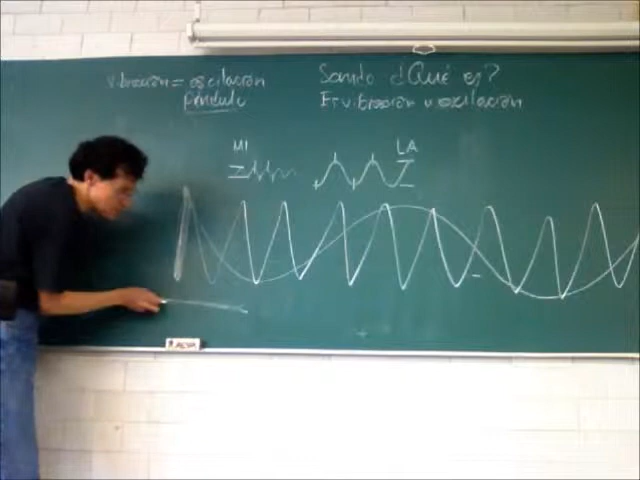 vibración = oscilación
péndulo
Sonido ¿Qué es?
Es vibración u oscilación
MI
LA